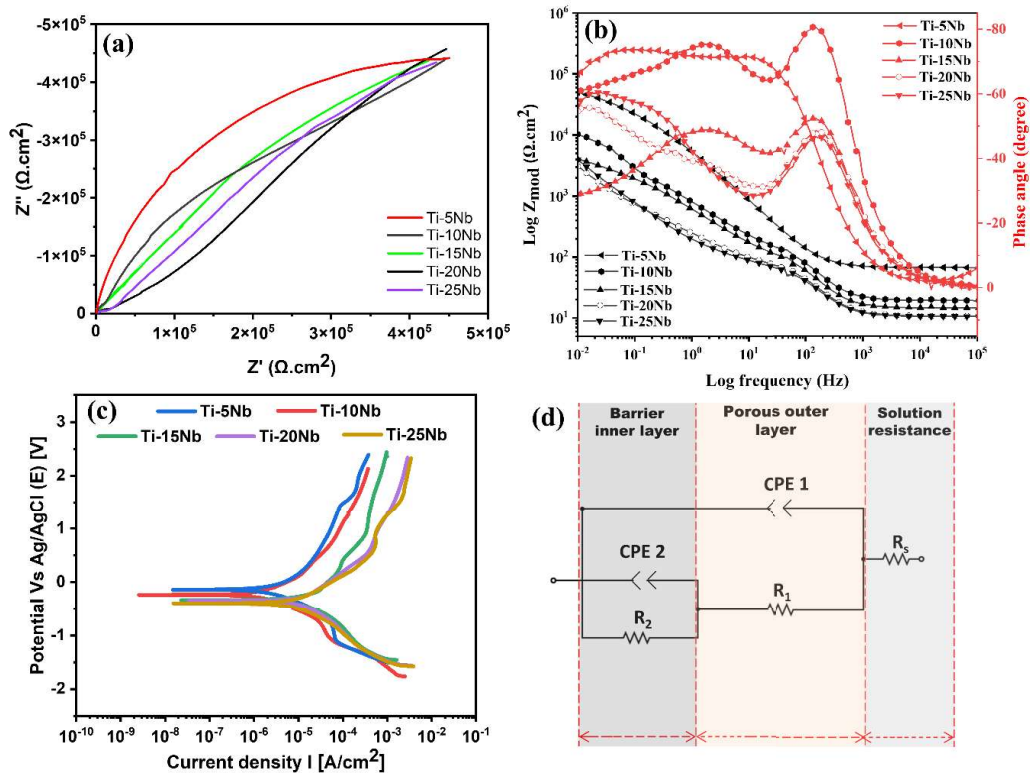 (a)
-5×10⁵
-4×10⁵
-3×10⁵
-2×10⁵
-1×10⁵
0
Z'' (Ω.cm²)
0 1×10⁵ 2×10⁵ 3×10⁵ 4×10⁵ 5×10⁵
Z' (Ω.cm²)
Ti-5Nb
Ti-10Nb
Ti-15Nb
Ti-20Nb
Ti-25Nb
(b)
10⁶
10⁵
10⁴
10³
10²
10¹
Log Z_mod (Ω.cm²)
Ti-5Nb
Ti-10Nb
Ti-15Nb
Ti-20Nb
Ti-25Nb
-80
-70
-60
-50
-40
-30
-20
-10
0
Phase angle (degree)
Ti-5Nb
Ti-10Nb
Ti-15Nb
Ti-20Nb
Ti-25Nb
10⁻² 10⁻¹ 10⁰ 10¹ 10² 10³ 10⁴ 10⁵
Log frequency (Hz)
(c)
Ti-5Nb Ti-10Nb
Ti-15Nb Ti-20Nb Ti-25Nb
3
2
1
0
-1
-2
Potential Vs Ag/AgCl (E) [V]
10⁻¹⁰ 10⁻⁹ 10⁻⁸ 10⁻⁷ 10⁻⁶ 10⁻⁵ 10⁻⁴ 10⁻³ 10⁻² 10⁻¹
Current density I [A/cm²]
(d)
Barrier
inner layer
Porous outer
layer
Solution
resistance
CPE 1
CPE 2
R₂
R₁
Rₛ